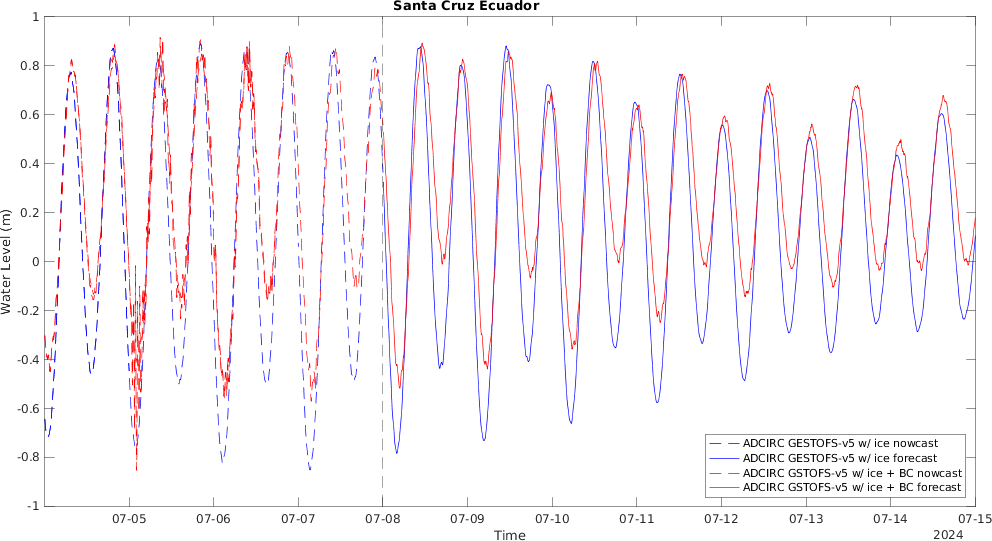 Santa Cruz Ecuador
Water Level (m)
1
0.8
0.6
0.4
0.2
0
-0.2
-0.4
-0.6
-0.8
-1
ADCIRC GESTOFS-v5 w/ ice nowcast
ADCIRC GESTOFS-v5 w/ ice forecast
ADCIRC GSTOFS-v5 w/ ice + BC nowcast
ADCIRC GSTOFS-v5 w/ ice + BC forecast
07-05 07-06 07-07 07-08 07-09 07-10 07-11 07-12 07-13 07-14 07-15
Time
2024